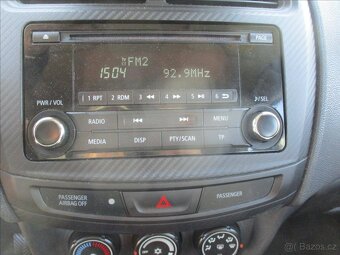 PAGE
FM2
1504 92.9MHz
1 RPT 2 RDM 3 ◄◄ 4 ►► 5 6
PWR / VOL ♪/SEL
RADIO MENU
MEDIA DISP PTY/SCAN TP
PASSENGER AIRBAG OFF PASSENGER
bazos.cz